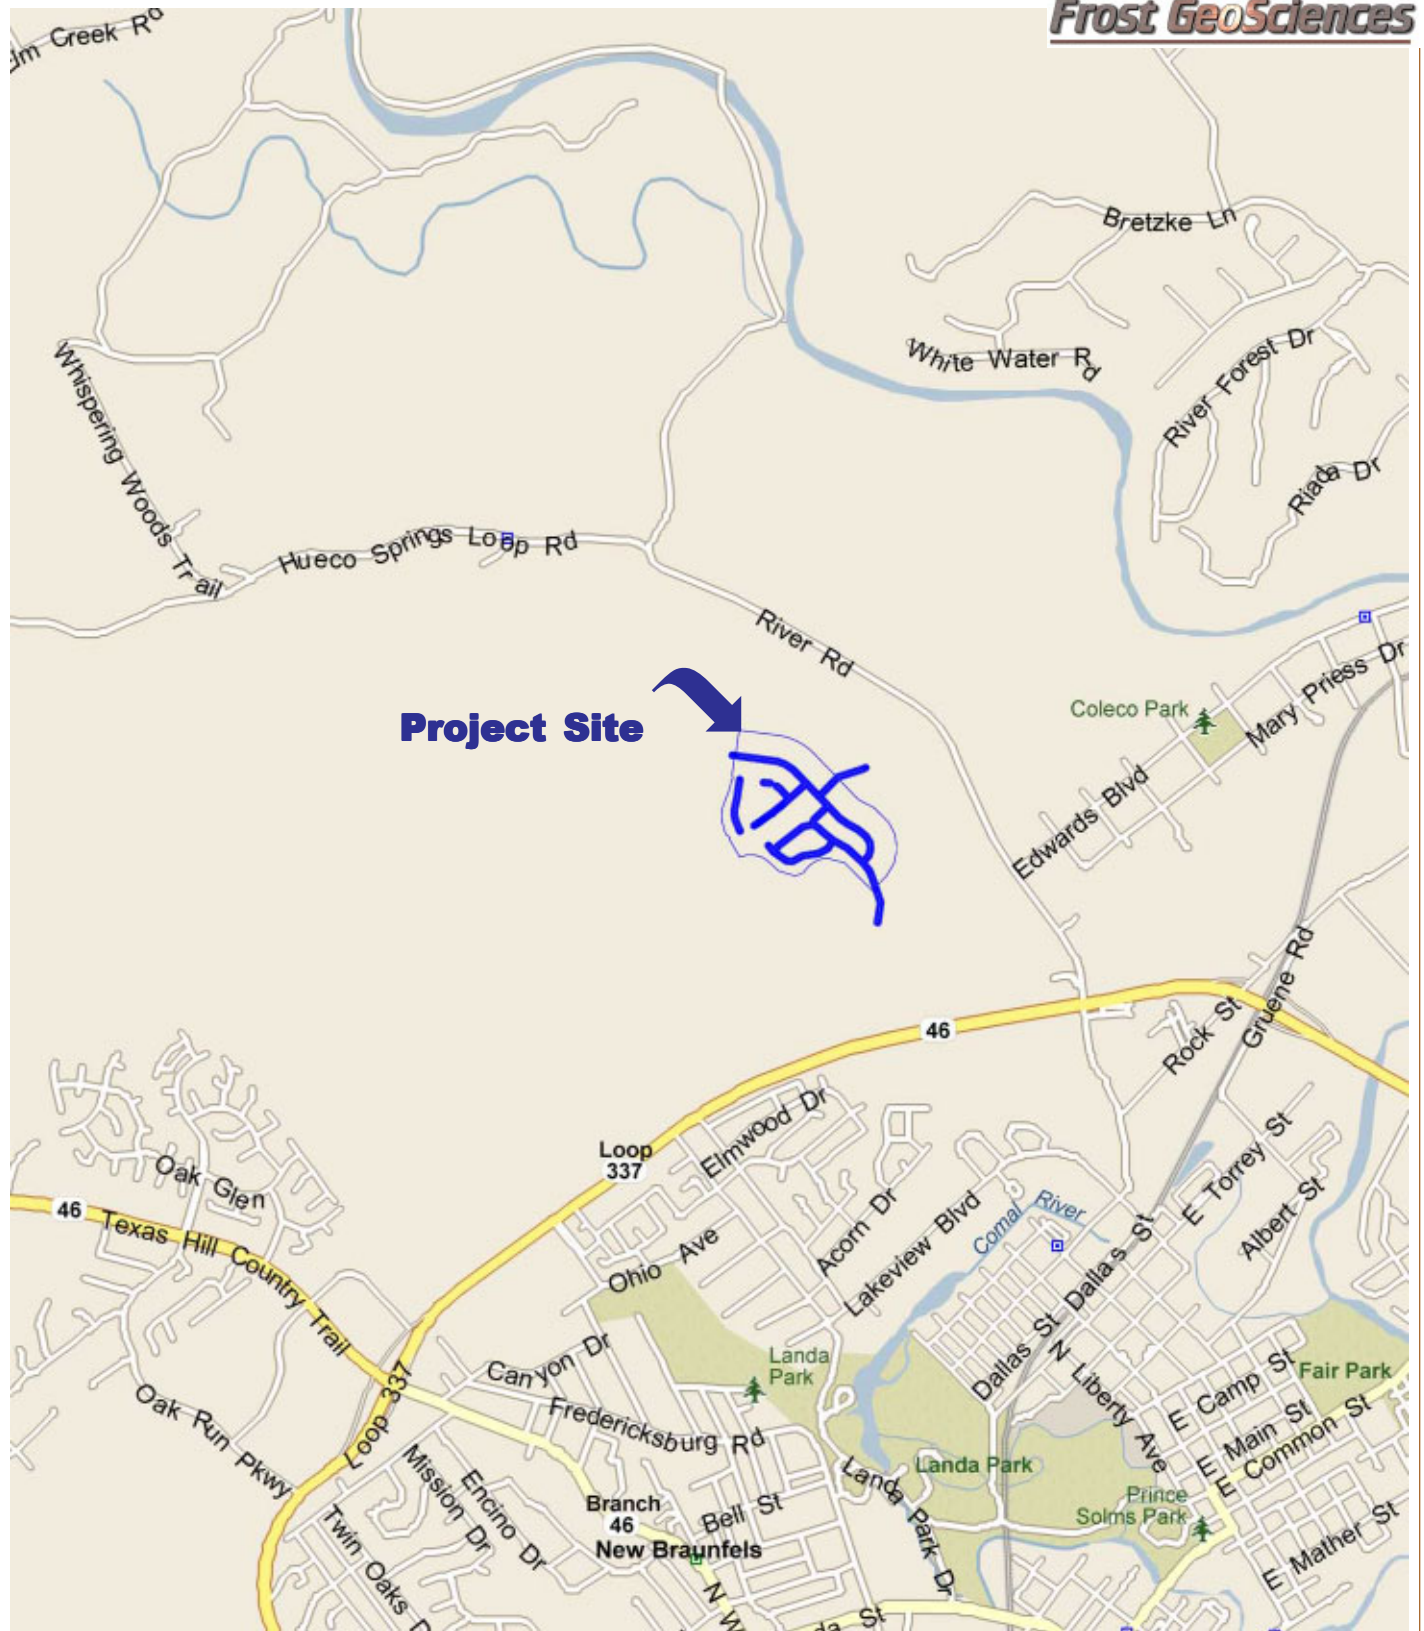 Frost GeoSciences
Creek Rd
Bretzke Ln
White Water Rd
River Forest Dr
Riada Dr
Whispering Woods Trail
Hueco Springs Loop Rd
River Rd
Project Site
Coleco Park
Mary Priess Dr
Edwards Blvd
46
Rock St
Gruene Rd
Loop
337
Elmwood Dr
Oak Glen
46
Texas Hill Country Trail
Ohio Ave
Acorn Dr
Lakeview Blvd
Comal River
E Torrey St
Albert St
Dallas St
Dallas St
N Liberty Ave
Canyon Dr
Landa
Park
Fair Park
E Camp St
E Main St
E Common St
Oak Run Pkwy
Loop 337
Fredericksburg Rd
Landa Park
Landa Park Dr
Mission Dr
Encino Dr
Branch
46
New Braunfels
Bell St
Prince
Solms Park
E Mather St
Twin Oaks
N
St